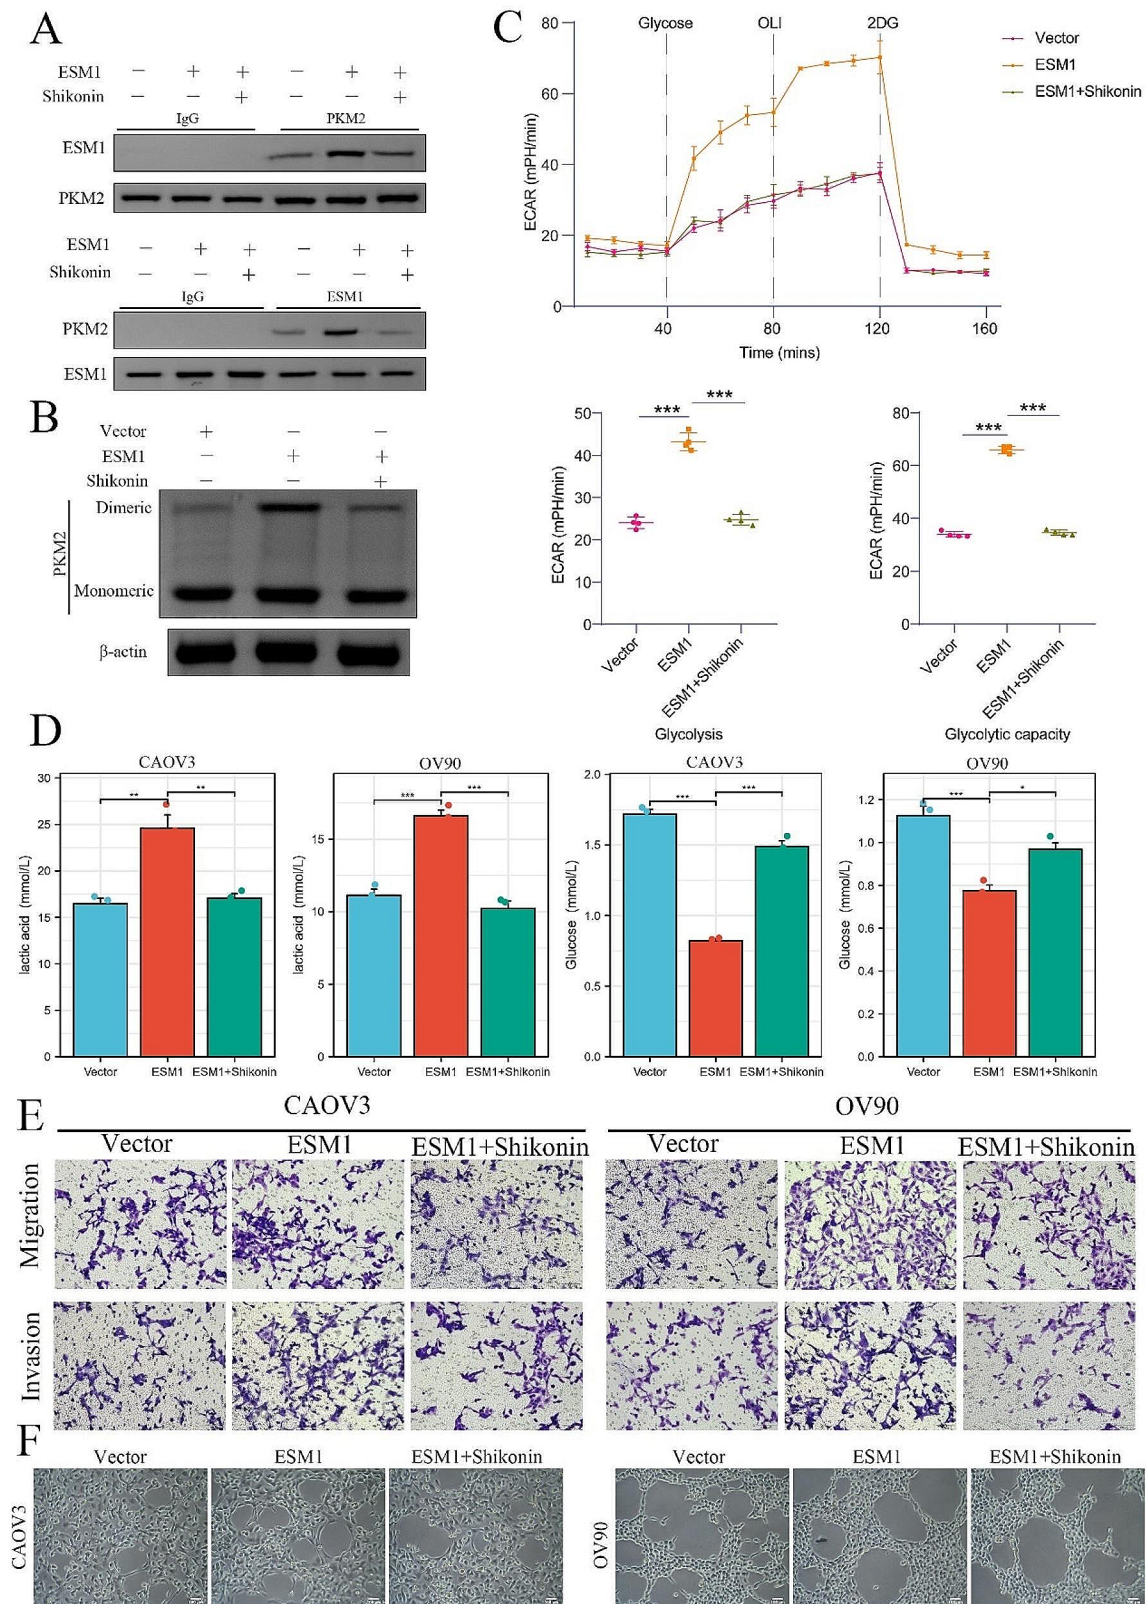 A
ESM1 − + + − + +
Shikonin − − + − − +
IgG PKM2
ESM1
PKM2
ESM1 − + + − + +
Shikonin − − + − − +
IgG ESM1
PKM2
ESM1
B
Vector + − −
ESM1 − + +
Shikonin − − +
PKM2
Dimeric
Monomeric
β-actin
C
Glycose OLI 2DG
Vector
ESM1
ESM1+Shikonin
ECAR (mPH/min)
80
60
40
20
0
40 80 120 160
Time (mins)
*** ***
ECAR (mPH/min)
50
40
30
20
10
0
Vector ESM1 ESM1+Shikonin
Glycolysis
*** ***
ECAR (mPH/min)
80
60
40
20
0
Vector ESM1 ESM1+Shikonin
Glycolytic capacity
D
CAOV3
** **
lactic acid (mmol/L)
30
25
20
15
10
5
0
Vector ESM1 ESM1+Shikonin
OV90
*** ***
lactic acid (mmol/L)
15
10
5
0
Vector ESM1 ESM1+Shikonin
CAOV3
*** ***
Glucose (mmol/L)
2.0
1.5
1.0
0.5
0.0
Vector ESM1 ESM1+Shikonin
OV90
*** *
Glucose (mmol/L)
1.2
1.0
0.8
0.6
0.4
0.2
0.0
Vector ESM1 ESM1+Shikonin
E
CAOV3 OV90
Vector ESM1 ESM1+Shikonin Vector ESM1 ESM1+Shikonin
Migration
Invasion
F
Vector ESM1 ESM1+Shikonin Vector ESM1 ESM1+Shikonin
CAOV3
OV90